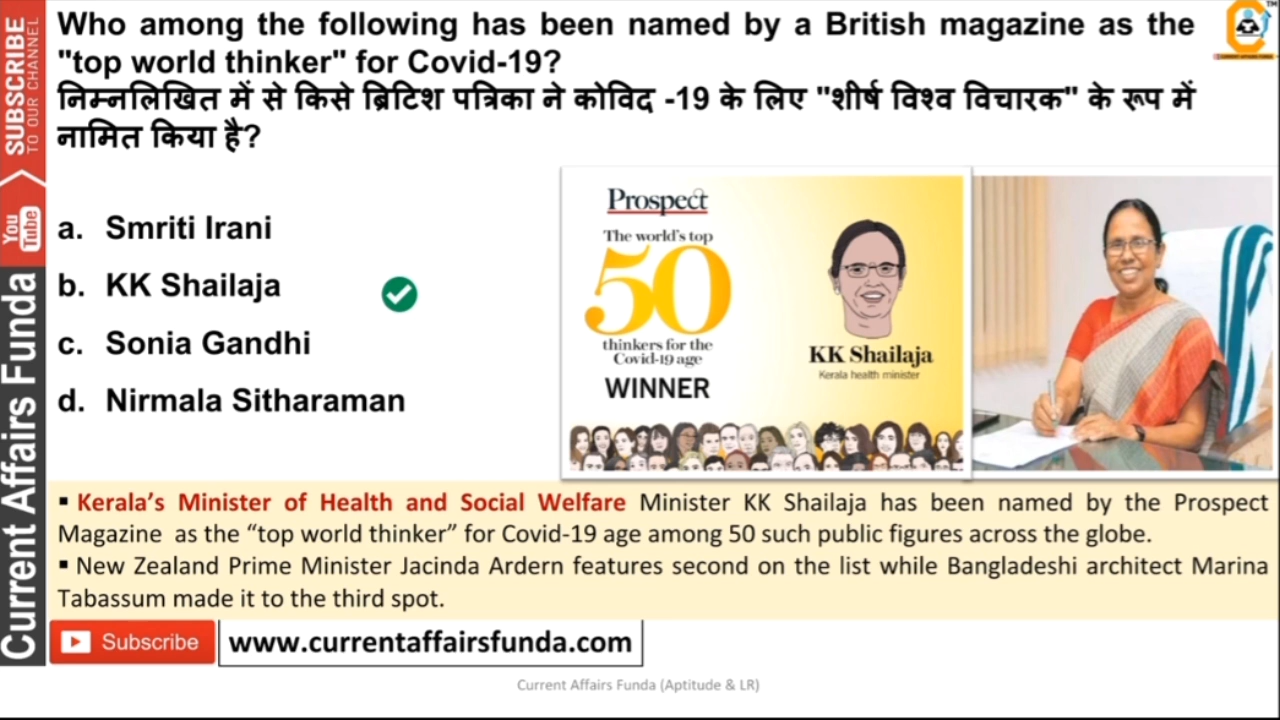 Who among the following has been named by a British magazine as the
"top world thinker" for Covid-19?
निम्नलिखित में से किसे ब्रिटिश पत्रिका ने कोविद -19 के लिए "शीर्ष विश्व विचारक" के रूप में
नामित किया है?
a. Smriti Irani
b. KK Shailaja
c. Sonia Gandhi
d. Nirmala Sitharaman
Prospect
The world's top
50
thinkers for the
Covid-19 age
WINNER
KK Shailaja
Kerala health minister
▪ Kerala's Minister of Health and Social Welfare Minister KK Shailaja has been named by the Prospect
Magazine as the “top world thinker” for Covid-19 age among 50 such public figures across the globe.
▪ New Zealand Prime Minister Jacinda Ardern features second on the list while Bangladeshi architect Marina
Tabassum made it to the third spot.
Subscribe
www.currentaffairsfunda.com
Current Affairs Funda (Aptitude & LR)
SUBSCRIBE
TO OUR CHANNEL
You
Tube
Current Affairs Funda
CURRENT AFFAIRS FUNDA
TM